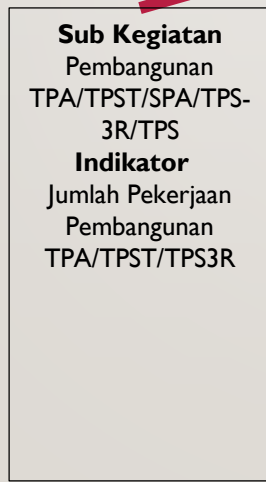 Sub Kegiatan
Pembangunan
TPA/TPST/SPA/TPS-
3R/TPS
Indikator
Jumlah Pekerjaan
Pembangunan
TPA/TPST/TPS3R